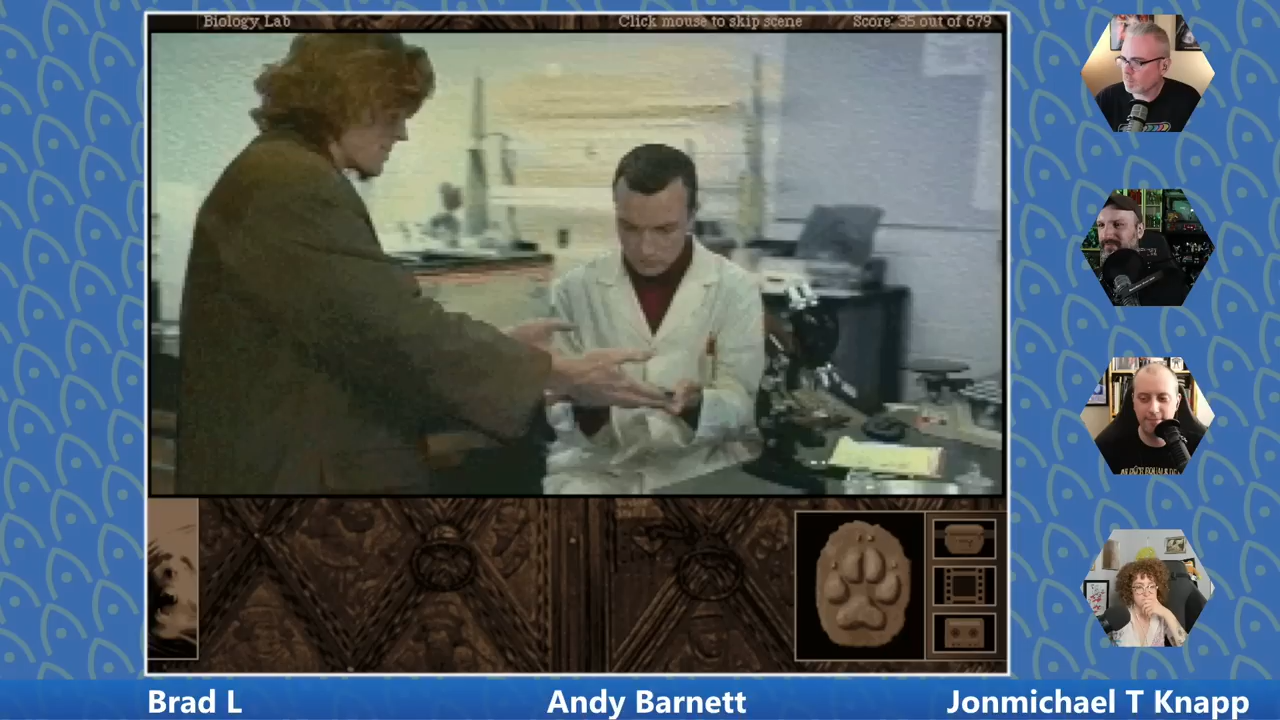 Biology Lab
Click mouse to skip scene
Score: 35 out of 679
Brad L
Andy Barnett
Jonmichael T Knapp